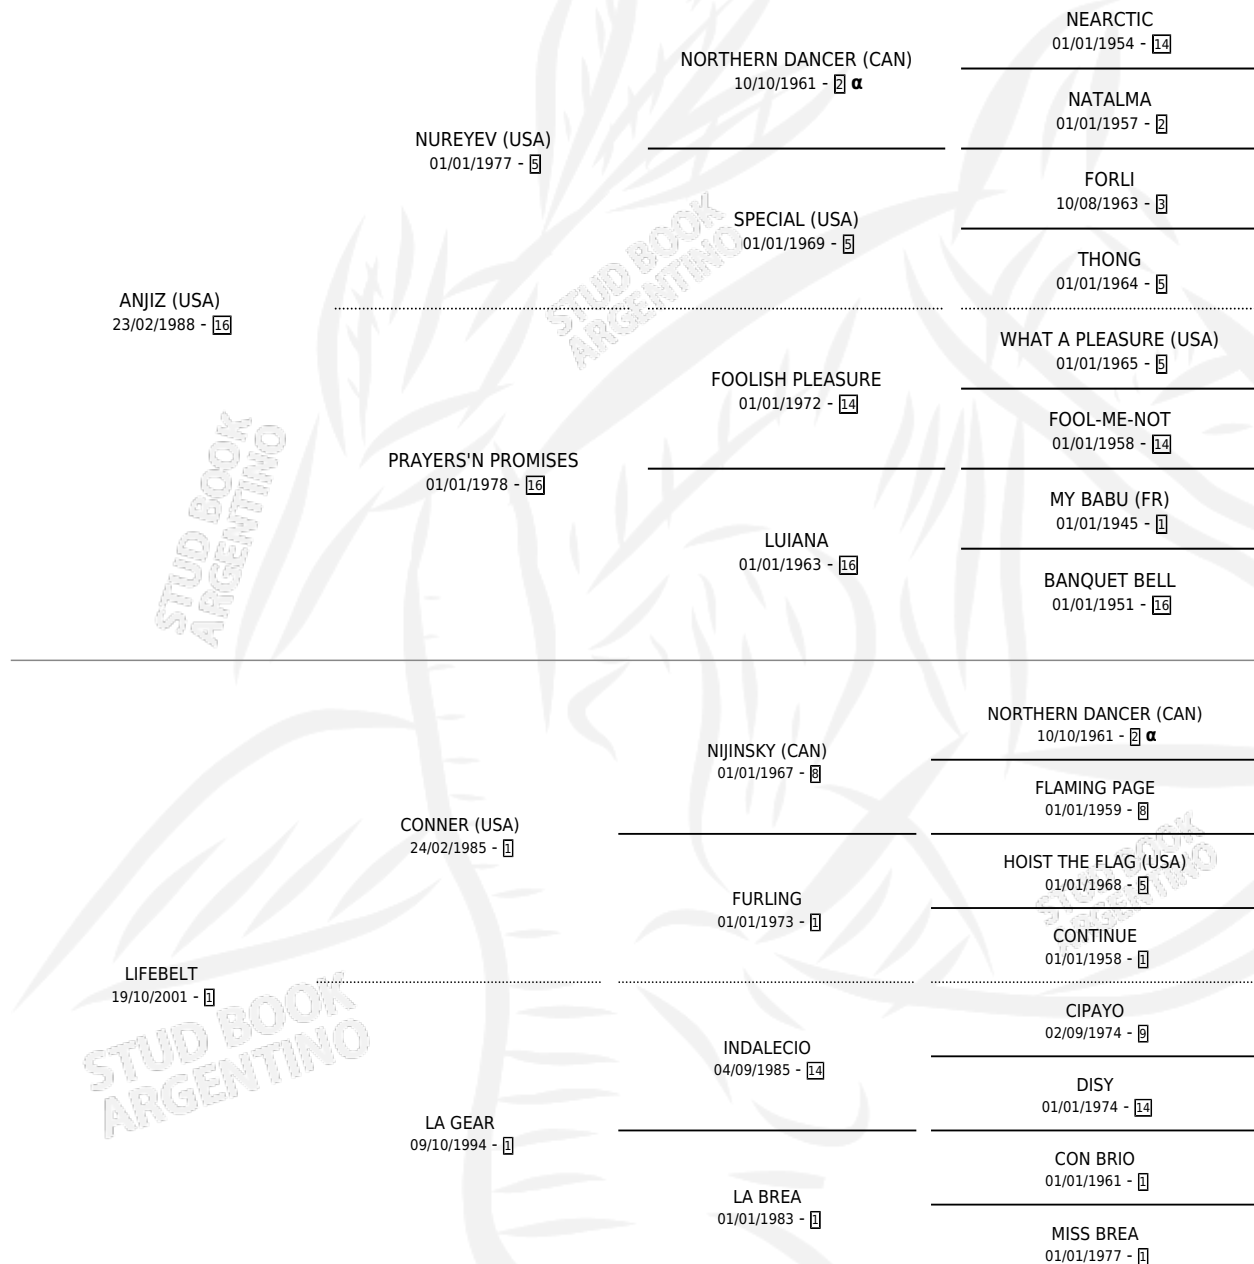 NEARCTIC
01/01/1954 - 14
NORTHERN DANCER (CAN)
10/10/1961 - 2 α
NATALMA
01/01/1957 - 2
NUREYEV (USA)
01/01/1977 - 5
FORLI
10/08/1963 - 3
SPECIAL (USA)
01/01/1969 - 5
THONG
01/01/1964 - 5
ANJIZ (USA)
23/02/1988 - 16
WHAT A PLEASURE (USA)
01/01/1965 - 5
FOOLISH PLEASURE
01/01/1972 - 14
FOOL-ME-NOT
01/01/1958 - 14
PRAYERS'N PROMISES
01/01/1978 - 16
MY BABU (FR)
01/01/1945 - 1
LUIANA
01/01/1963 - 16
BANQUET BELL
01/01/1951 - 16
NORTHERN DANCER (CAN)
10/10/1961 - 2 α
NIJINSKY (CAN)
01/01/1967 - 8
FLAMING PAGE
01/01/1959 - 8
CONNER (USA)
24/02/1985 - 1
HOIST THE FLAG (USA)
01/01/1968 - 5
FURLING
01/01/1973 - 1
CONTINUE
01/01/1958 - 1
LIFEBELT
19/10/2001 - 1
CIPAYO
02/09/1974 - 9
INDALECIO
04/09/1985 - 14
DISY
01/01/1974 - 14
LA GEAR
09/10/1994 - 1
CON BRIO
01/01/1961 - 1
LA BREA
01/01/1983 - 1
MISS BREA
01/01/1977 - 1
STUD BOOK
ARGENTINO
STUD BOOK
ARGENTINO
STUD BOOK
ARGENTINO
STUD BOOK
ARGENTINO